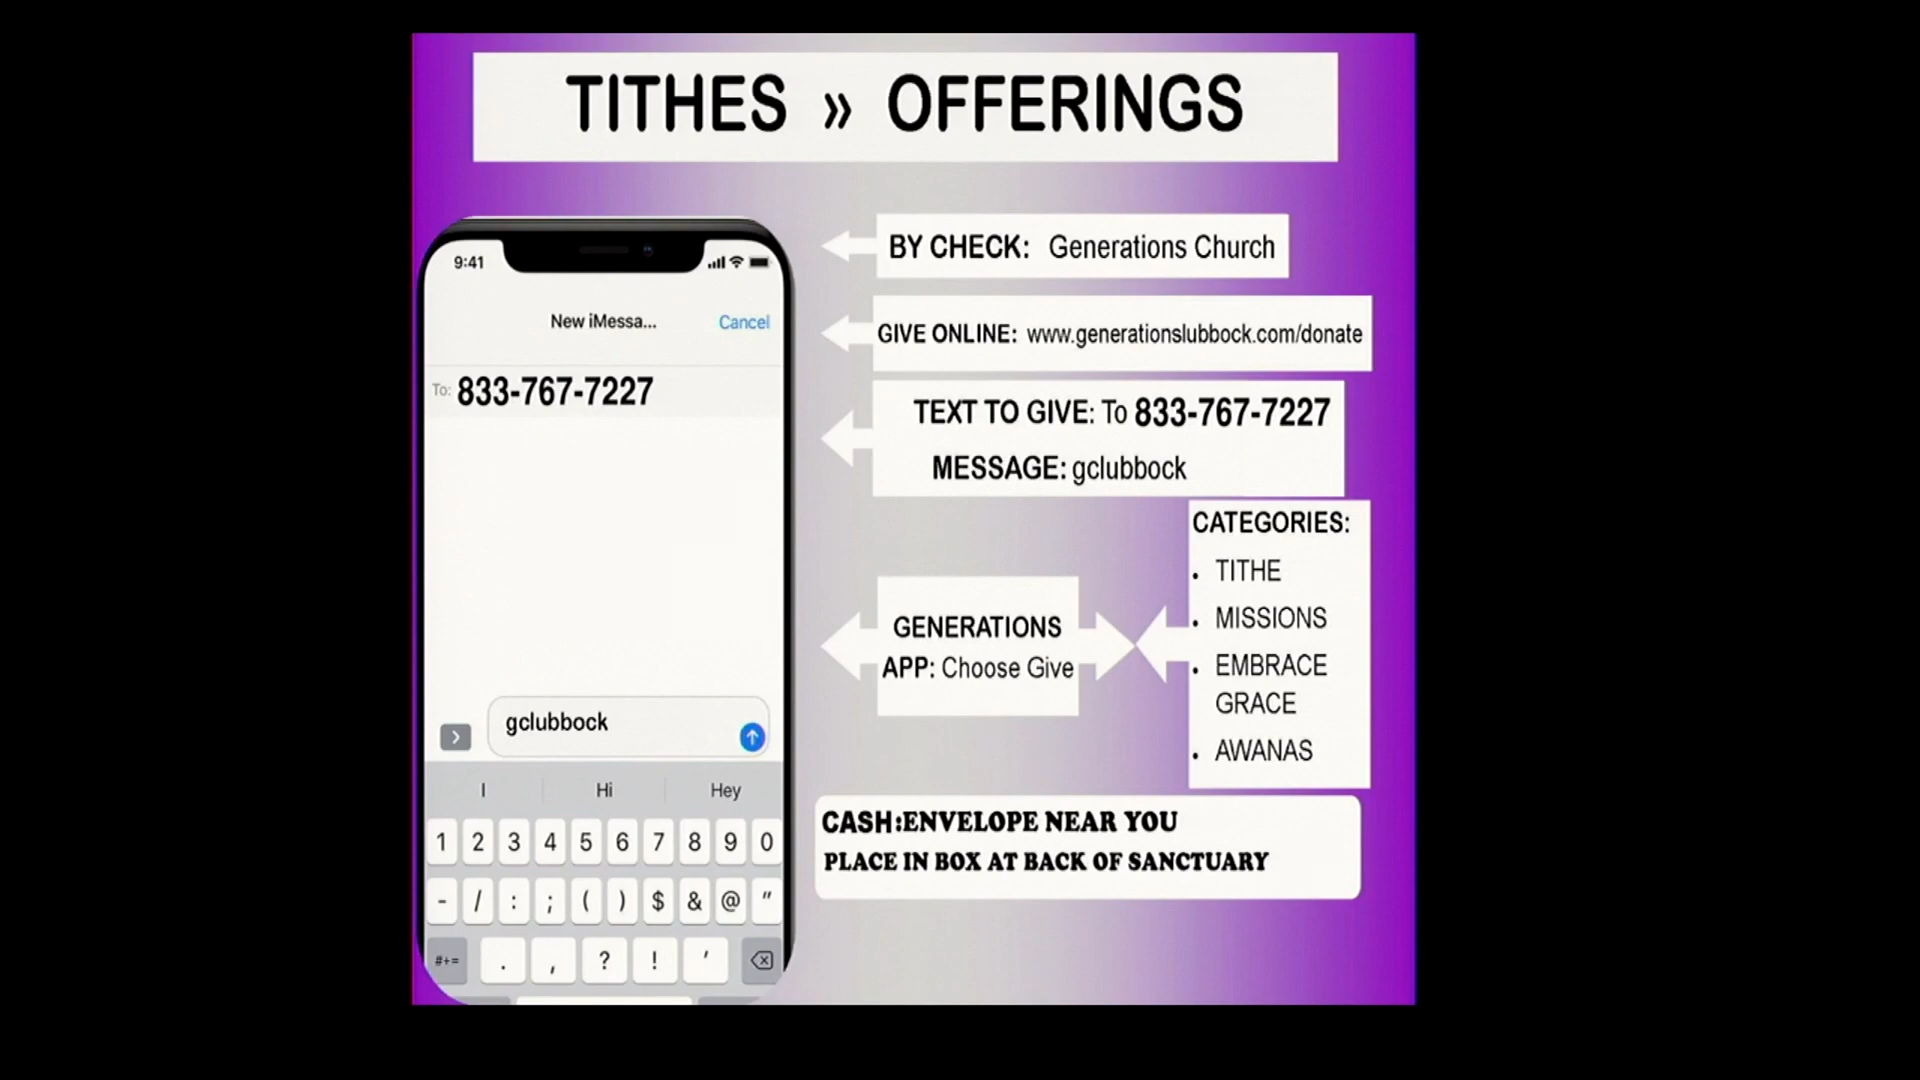 TITHES » OFFERINGS
9:41
New iMessa...
Cancel
To: 833-767-7227
gclubbock
I
Hi
Hey
1 2 3 4 5 6 7 8 9 0
- / : ; ( ) $ & @ "
#+= . , ? ! '
BY CHECK: Generations Church
GIVE ONLINE: www.generationslubbock.com/donate
TEXT TO GIVE: To 833-767-7227
MESSAGE: gclubbock
GENERATIONS
APP: Choose Give
CATEGORIES:
• TITHE
• MISSIONS
• EMBRACE
GRACE
• AWANAS
CASH:ENVELOPE NEAR YOU
PLACE IN BOX AT BACK OF SANCTUARY